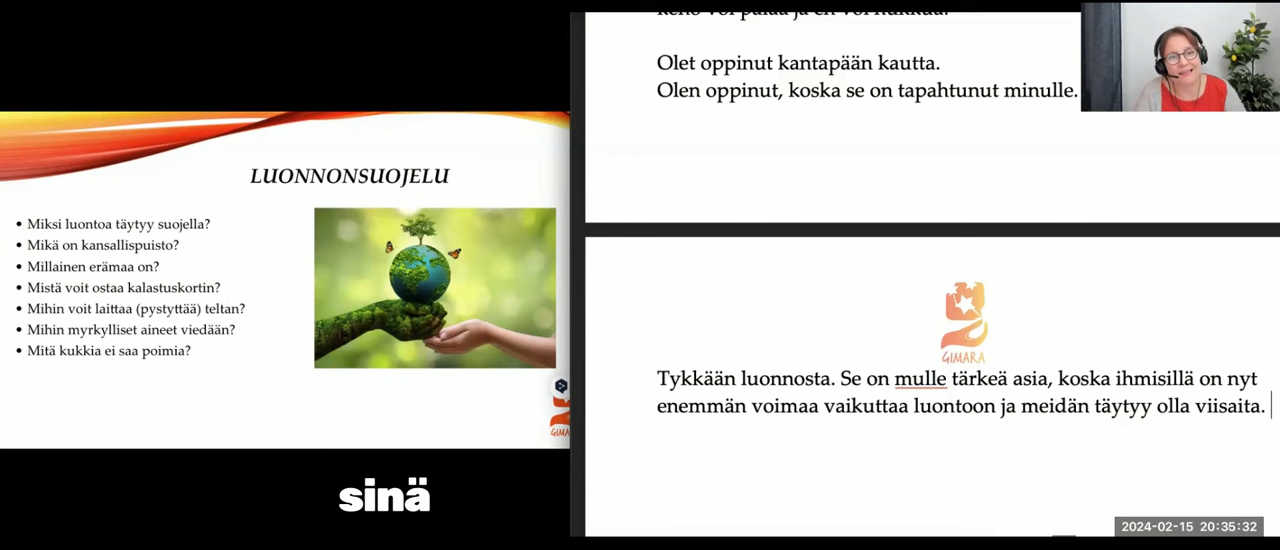 LUONNONSUOJELU
• Miksi luontoa täytyy suojella?
• Mikä on kansallispuisto?
• Millainen erämaa on?
• Mistä voit ostaa kalastuskortin?
• Mihin voit laittaa (pystyttää) teltan?
• Mihin myrkylliset aineet viedään?
• Mitä kukkia ei saa poimia?
GIMA
sinä
Olet oppinut kantapään kautta.
Olen oppinut, koska se on tapahtunut minulle.
GIMARA
Tykkään luonnosta. Se on mulle tärkeä asia, koska ihmisillä on nyt
enemmän voimaa vaikuttaa luontoon ja meidän täytyy olla viisaita.
2024-02-15 20:35:32